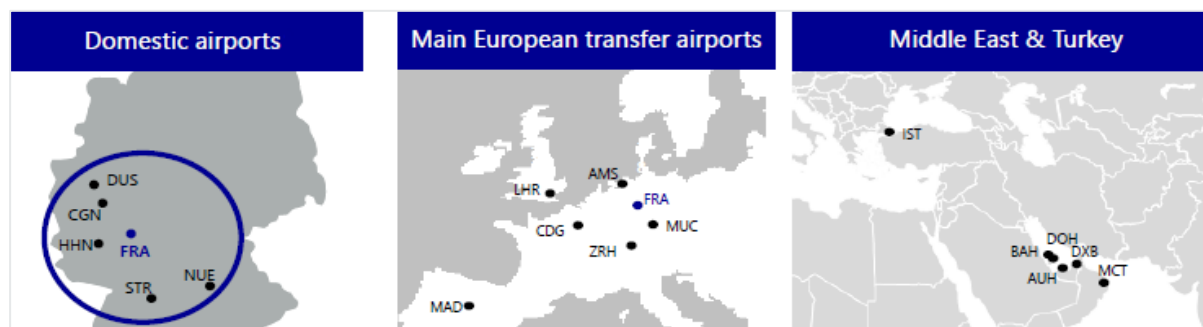 Domestic airports
DUS
CGN
HHN
FRA
STR
NUE
Main European transfer airports
LHR
AMS
FRA
CDG
MUC
ZRH
MAD
Middle East & Turkey
IST
DOH
BAH
DXB
AUH
MCT